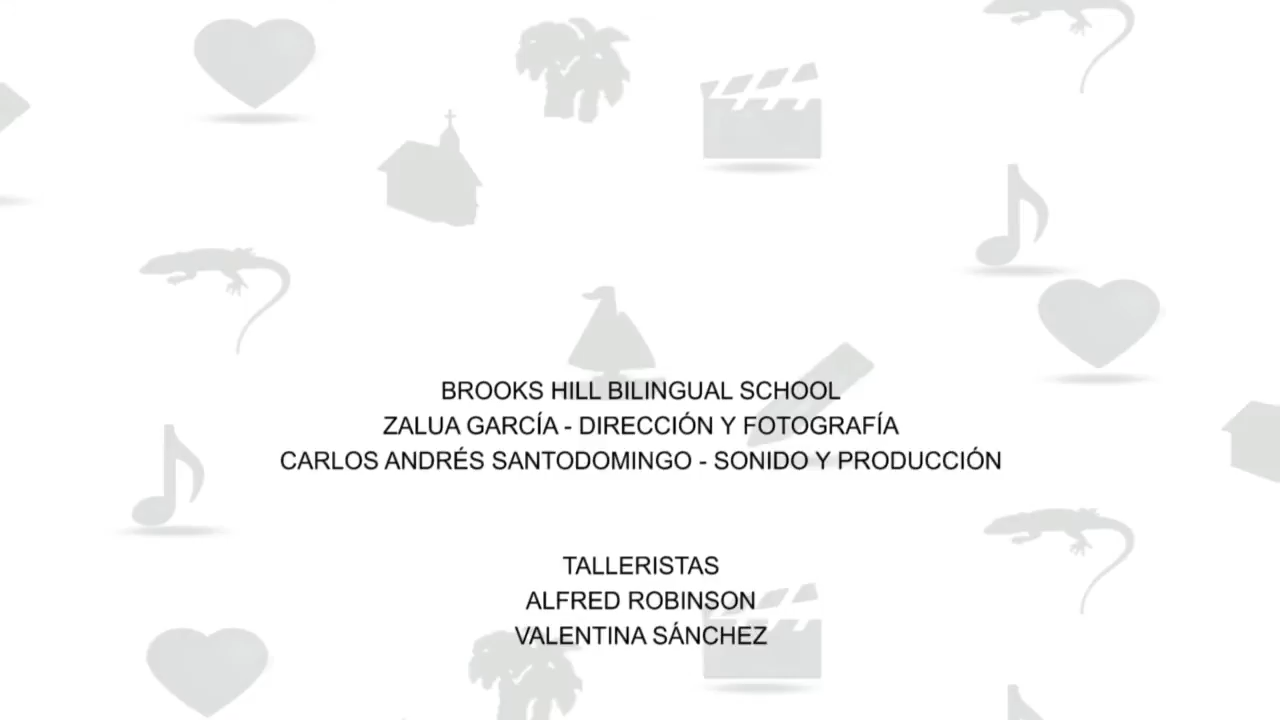 BROOKS HILL BILINGUAL SCHOOL
ZALUA GARCÍA - DIRECCIÓN Y FOTOGRAFÍA
CARLOS ANDRÉS SANTODOMINGO - SONIDO Y PRODUCCIÓN
TALLERISTAS
ALFRED ROBINSON
VALENTINA SÁNCHEZ